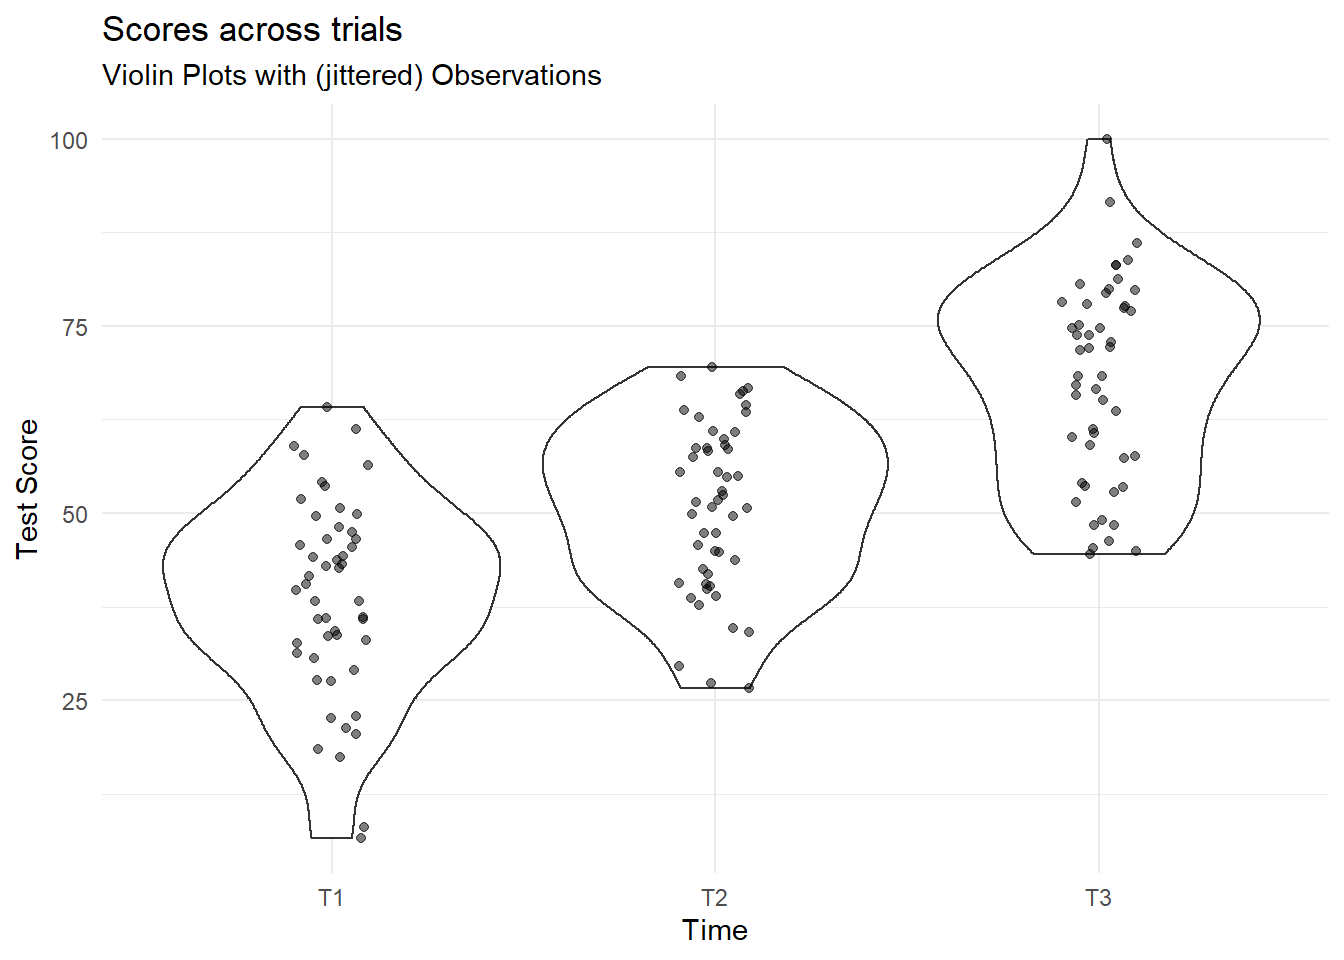 Scores across trials
Violin Plots with (jittered) Observations
100
75
50
25
Test Score
T1 T2 T3
Time